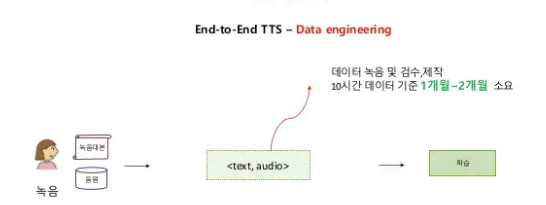 End-to-End TTS – Data engineering
데이터 녹음 및 검수,제작
10시간 데이터 기준 1개월~2개월 소요
녹음대본
음원
녹음
<text, audio>
학습